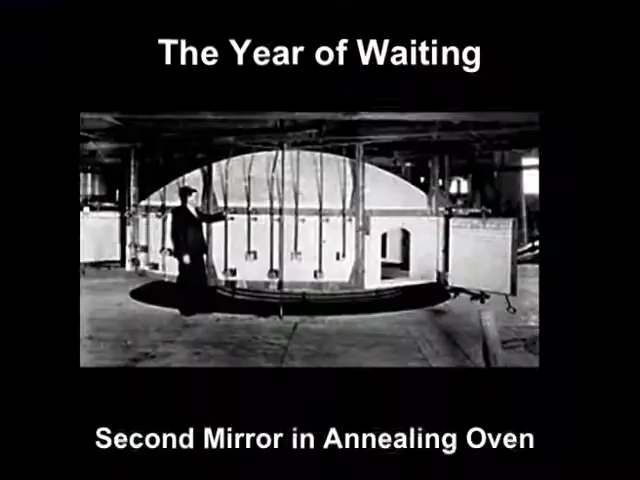 The Year of Waiting
Second Mirror in Annealing Oven